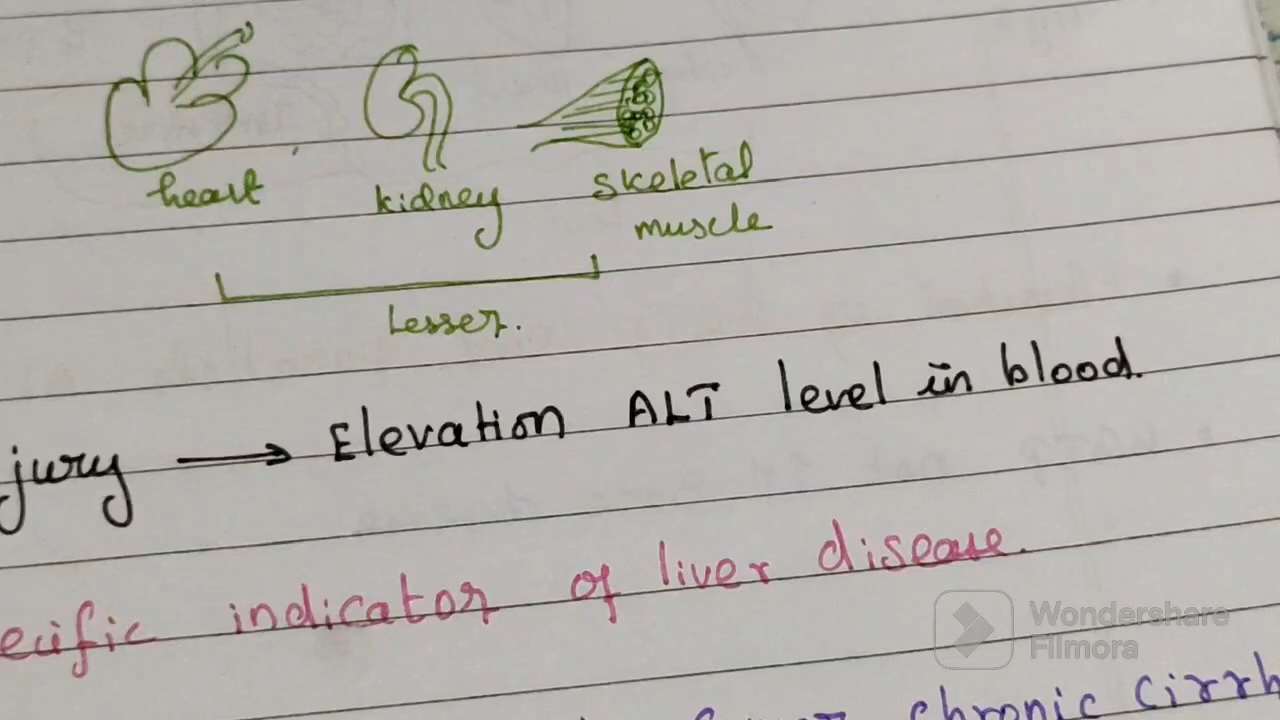 heart kidney skeletal
muscle
Lesser.
jury → Elevation ALT level in blood.
ecific indicator of liver disease.
Wondershare
Filmora
chronic cirrh